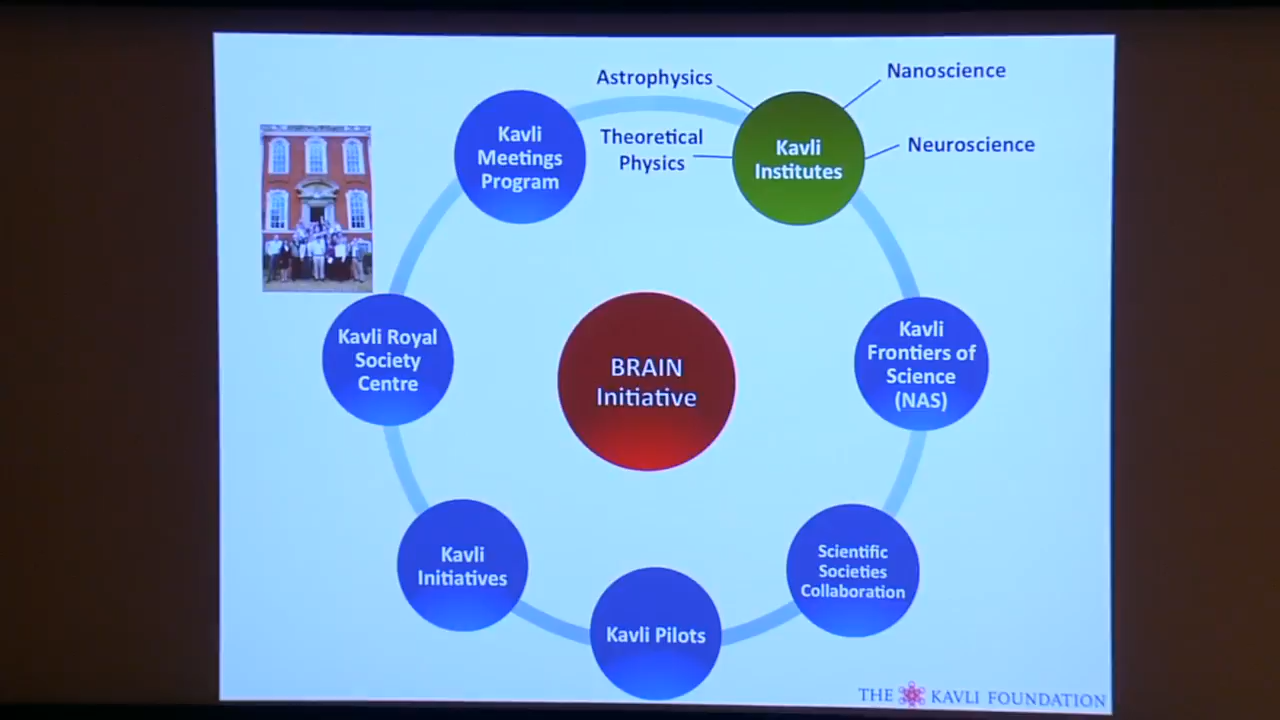 Astrophysics
Nanoscience
Theoretical
Physics
Neuroscience
Kavli
Meetings
Program
Kavli
Institutes
Kavli Royal
Society
Centre
BRAIN
Initiative
Kavli
Frontiers of
Science
(NAS)
Kavli
Initiatives
Kavli Pilots
Scientific
Societies
Collaboration
THE KAVLI FOUNDATION